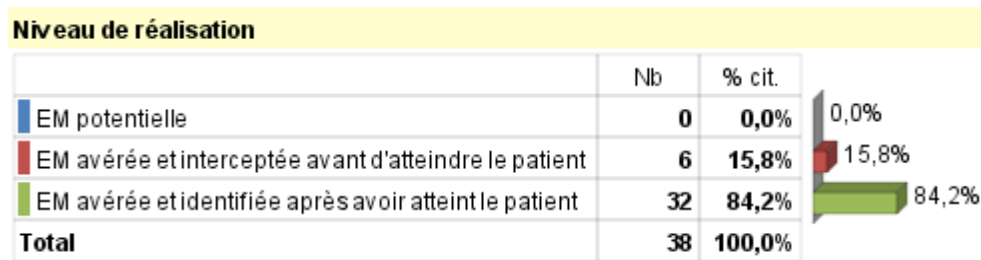 Niveau de réalisation
Nb % cit.
EM potentielle 0 0,0% 0,0%
EM avérée et interceptée avant d'atteindre le patient 6 15,8% 15,8%
EM avérée et identifiée après avoir atteint le patient 32 84,2% 84,2%
Total 38 100,0%